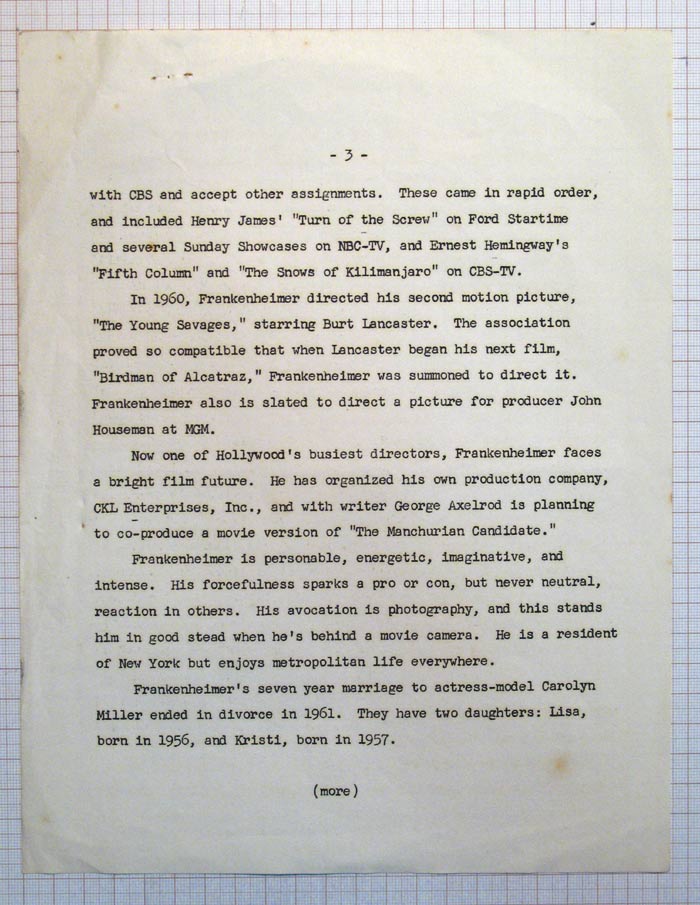 - 3 -
with CBS and accept other assignments. These came in rapid order,
and included Henry James' "Turn of the Screw" on Ford Startime
and several Sunday Showcases on NBC-TV, and Ernest Hemingway's
"Fifth Column" and "The Snows of Kilimanjaro" on CBS-TV.
In 1960, Frankenheimer directed his second motion picture,
"The Young Savages," starring Burt Lancaster. The association
proved so compatible that when Lancaster began his next film,
"Birdman of Alcatraz," Frankenheimer was summoned to direct it.
Frankenheimer also is slated to direct a picture for producer John
Houseman at MGM.
Now one of Hollywood's busiest directors, Frankenheimer faces
a bright film future. He has organized his own production company,
CKL Enterprises, Inc., and with writer George Axelrod is planning
to co-produce a movie version of "The Manchurian Candidate."
Frankenheimer is personable, energetic, imaginative, and
intense. His forcefulness sparks a pro or con, but never neutral,
reaction in others. His avocation is photography, and this stands
him in good stead when he's behind a movie camera. He is a resident
of New York but enjoys metropolitan life everywhere.
Frankenheimer's seven year marriage to actress-model Carolyn
Miller ended in divorce in 1961. They have two daughters: Lisa,
born in 1956, and Kristi, born in 1957.
(more)